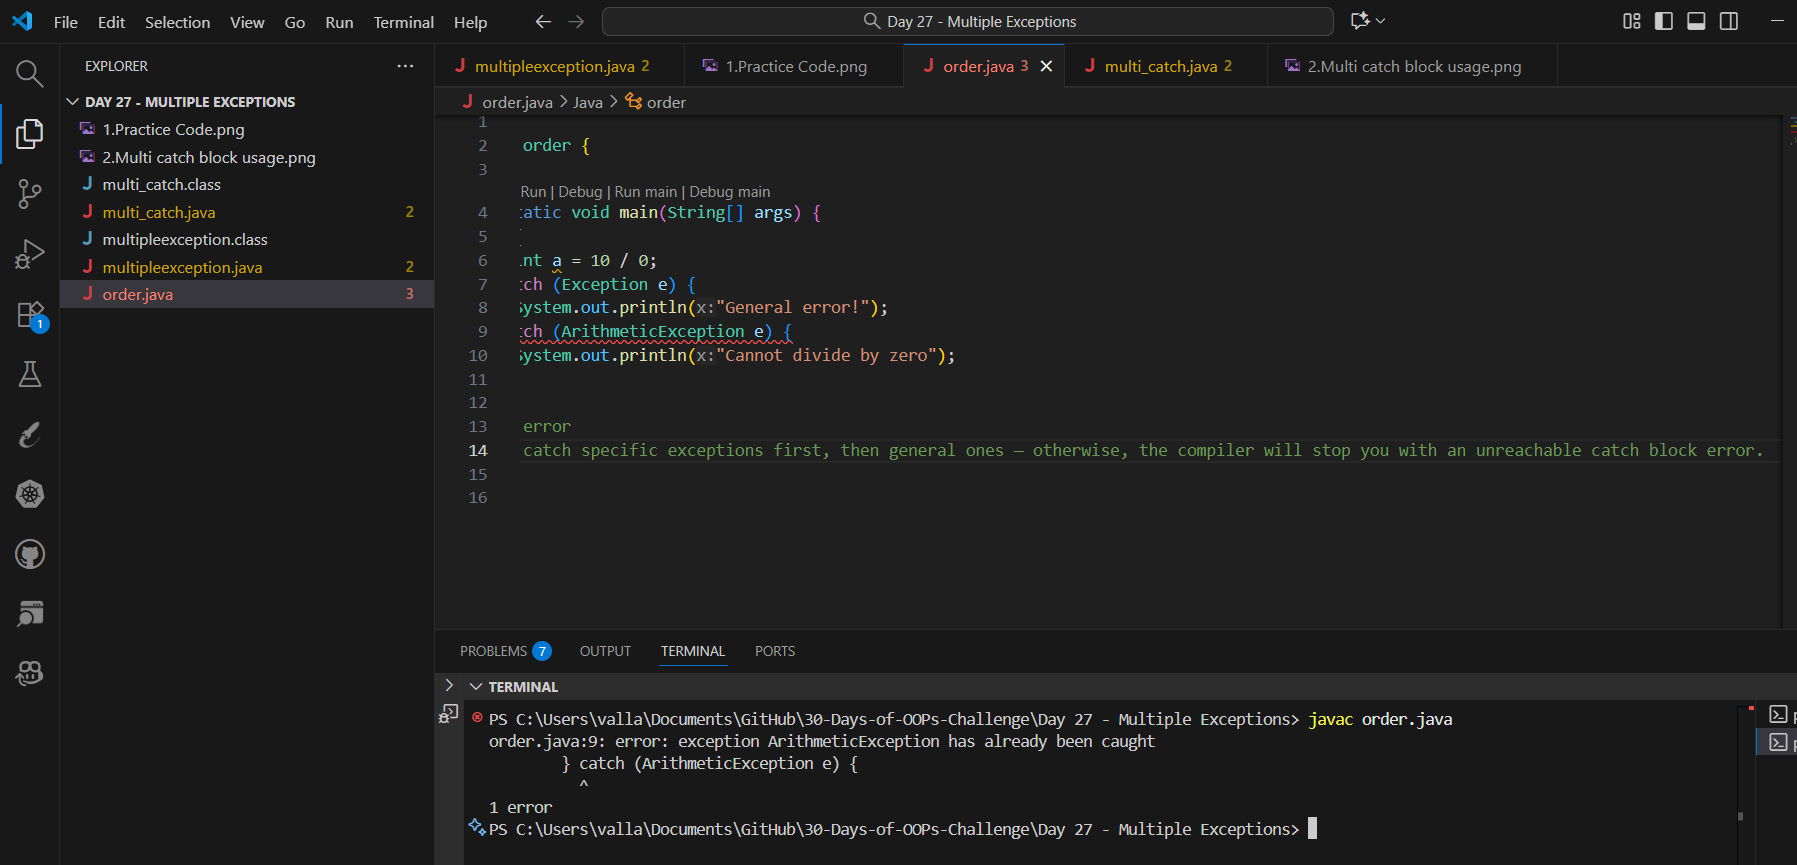 File Edit Selection View Go Run Terminal Help
Day 27 - Multiple Exceptions
EXPLORER
DAY 27 - MULTIPLE EXCEPTIONS
1.Practice Code.png
2.Multi catch block usage.png
multi_catch.class
multi_catch.java 2
multipleexception.class
multipleexception.java 2
order.java 3
1
multipleexception.java 2
1.Practice Code.png
order.java 3
multi_catch.java 2
2.Multi catch block usage.png
order.java > Java > order
1
2 order {
3
Run | Debug | Run main | Debug main
4 tatic void main(String[] args) {
5
6 int a = 10 / 0;
7 tch (Exception e) {
8 System.out.println(x:"General error!");
9 tch (ArithmeticException e) {
10 System.out.println(x:"Cannot divide by zero");
11
12
13 error
14 catch specific exceptions first, then general ones — otherwise, the compiler will stop you with an unreachable catch block error.
15
16
PROBLEMS 7 OUTPUT TERMINAL PORTS
TERMINAL
PS C:\Users\valla\Documents\GitHub\30-Days-of-OOPs-Challenge\Day 27 - Multiple Exceptions> javac order.java
order.java:9: error: exception ArithmeticException has already been caught
} catch (ArithmeticException e) {
^
1 error
PS C:\Users\valla\Documents\GitHub\30-Days-of-OOPs-Challenge\Day 27 - Multiple Exceptions>